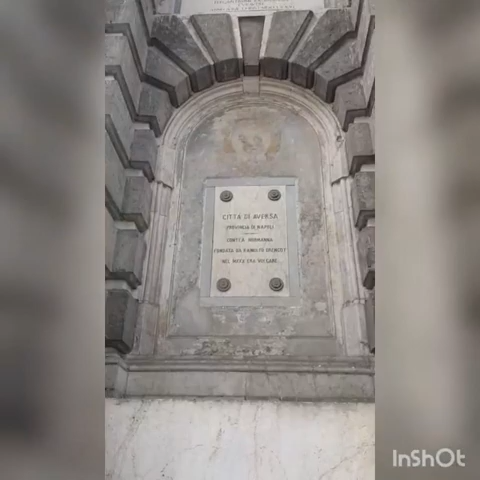 CITTÀ DI AVERSA
PROVINCIA DI NAPOLI
CONTEA NORMANNA
FONDATA DA RAINULFO DRENGOT
NEL MXXX ERA VOLGARE
InShOt